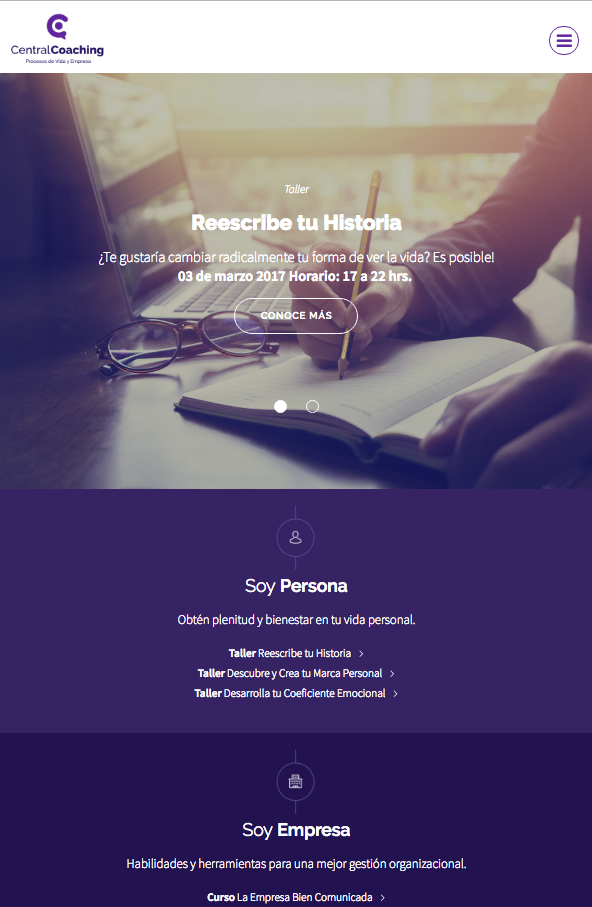 CentralCoaching
Procesos de Vida y Empresa
Taller
Reescribe tu Historia
¿Te gustaría cambiar radicalmente tu forma de ver la vida? Es posible!
03 de marzo 2017 Horario: 17 a 22 hrs.
CONOCE MÁS
Soy Persona
Obtén plenitud y bienestar en tu vida personal.
Taller Reescribe tu Historia
Taller Descubre y Crea tu Marca Personal
Taller Desarrolla tu Coeficiente Emocional
Soy Empresa
Habilidades y herramientas para una mejor gestión organizacional.
Curso La Empresa Bien Comunicada